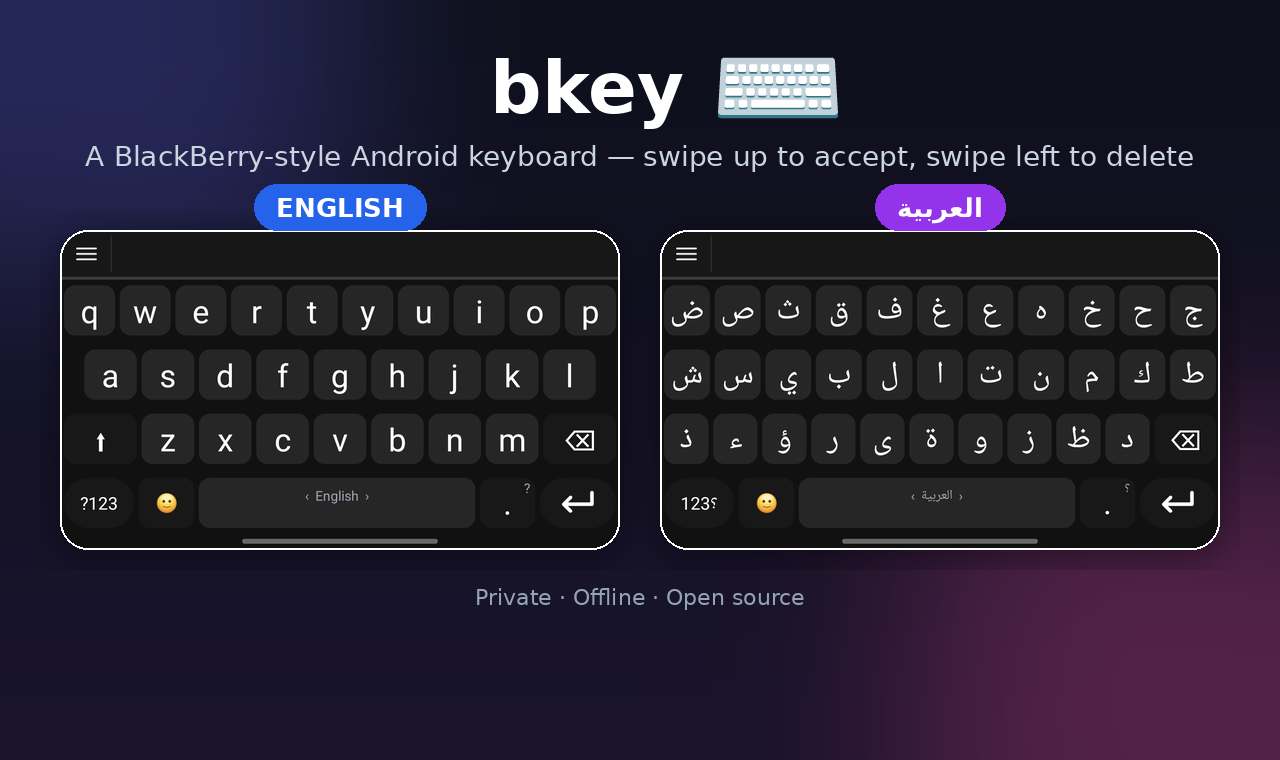 bkey ⌨️
A BlackBerry-style Android keyboard — swipe up to accept, swipe left to delete
ENGLISH
q w e r t y u i o p
a s d f g h j k l
z x c v b n m
?123 🙂 ‹ English › ? .
العربية
ض ص ث ق ف غ ع ه خ ح ج
ش س ي ب ل ا ت ن م ك ط
ذ ء ؤ ر ى ة و ز ظ د
123؟ 🙂 ‹ العربية › ؟ .
Private · Offline · Open source